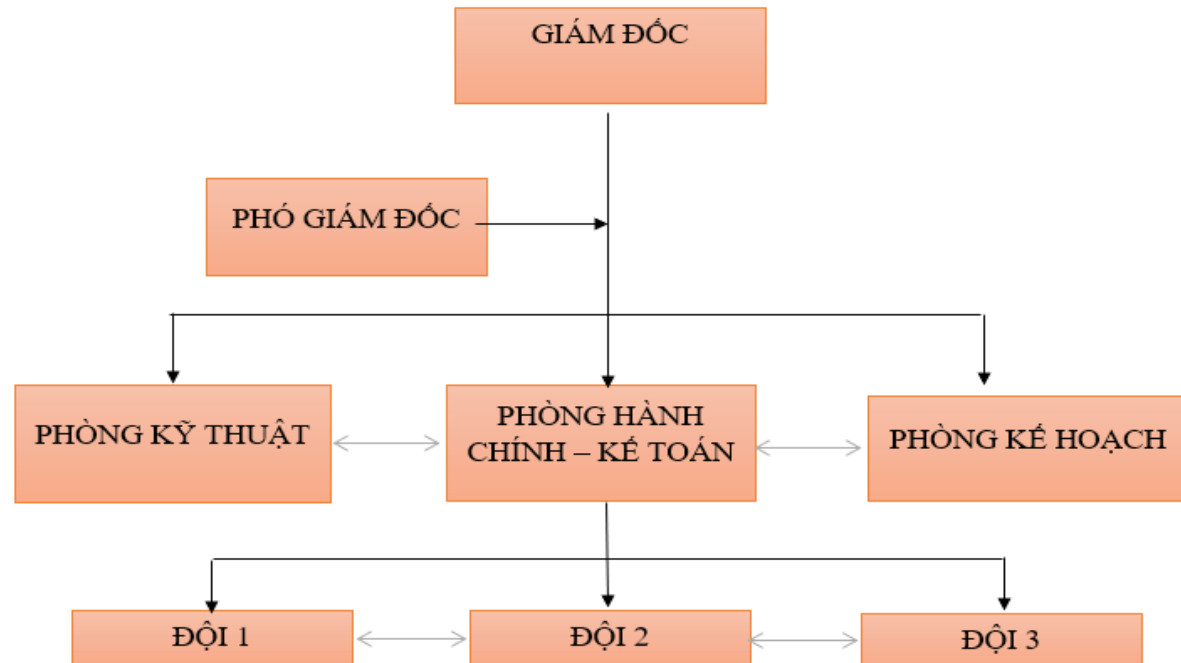 GIÁM ĐỐC
PHÓ GIÁM ĐỐC
PHÒNG KỸ THUẬT
PHÒNG HÀNH
CHÍNH – KẾ TOÁN
PHÒNG KẾ HOẠCH
ĐỘI 1
ĐỘI 2
ĐỘI 3